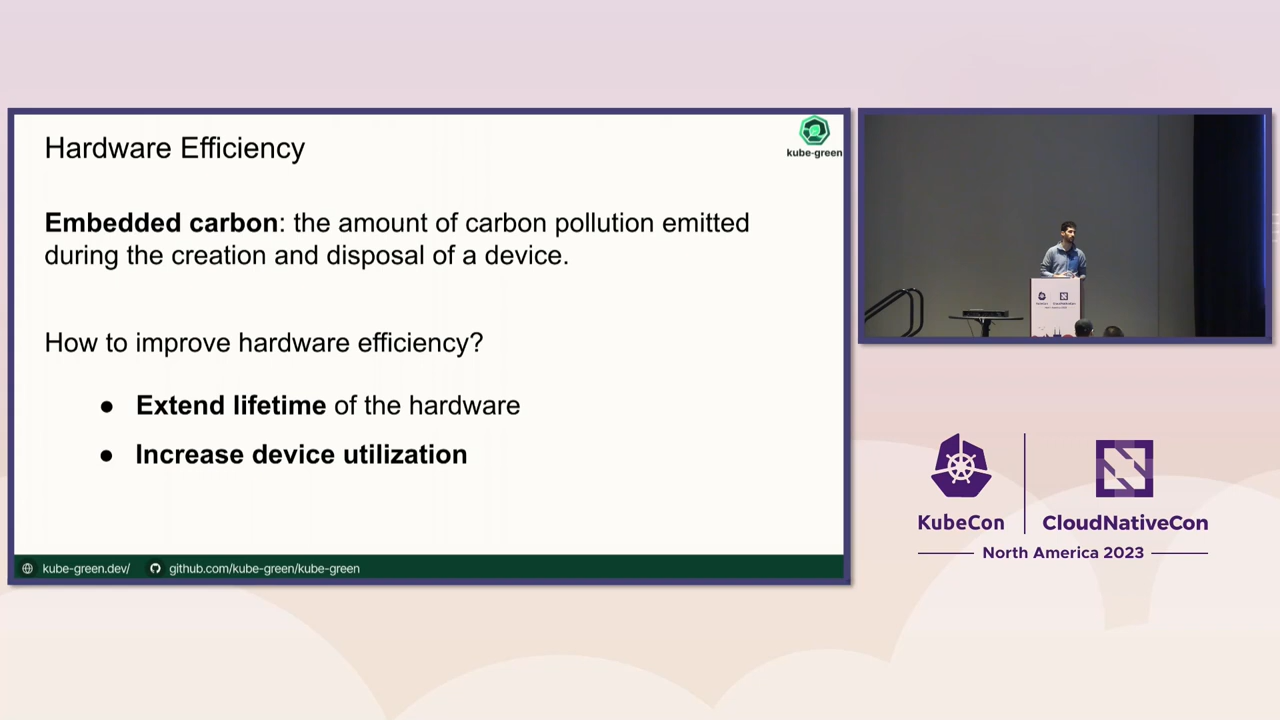 Hardware Efficiency
kube-green
Embedded carbon: the amount of carbon pollution emitted
during the creation and disposal of a device.
How to improve hardware efficiency?
● Extend lifetime of the hardware
● Increase device utilization
kube-green.dev/ github.com/kube-green/kube-green
KubeCon
CloudNativeCon
North America 2023